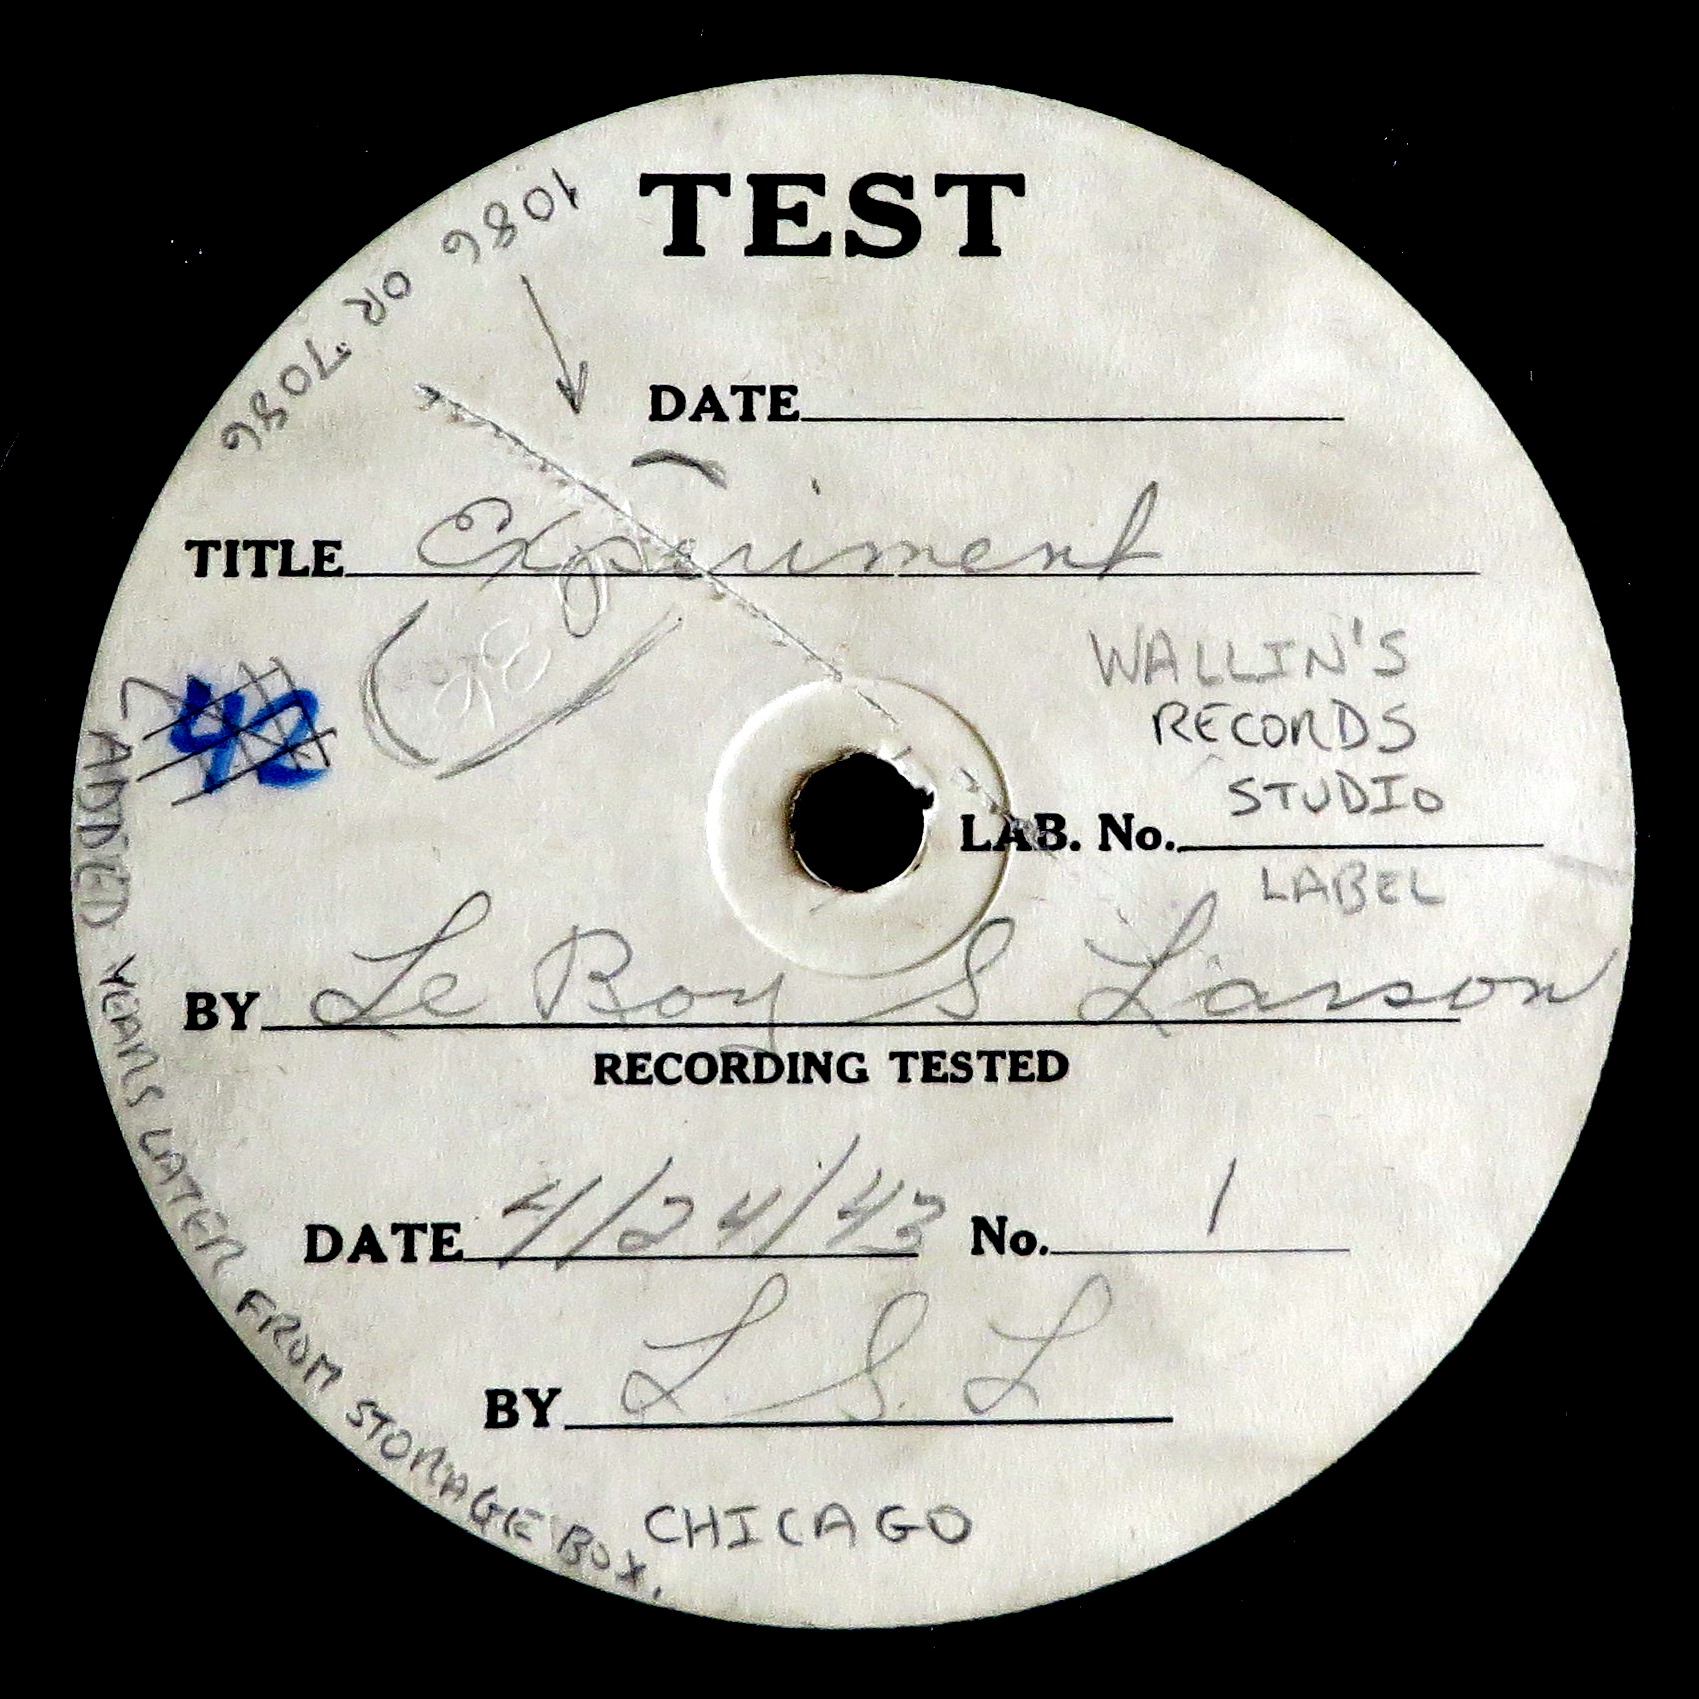 TEST
1086 OR 7086
DATE
TITLE Experiment
WALLIN'S
RECORDS
STUDIO
42
LAB. No.
LABEL
BY Le Roy S Larson
RECORDING TESTED
DATE 4/24/43 No. 1
BY L. S. L
CHICAGO
ADDED YEARS LATER FROM STORAGE BOX.